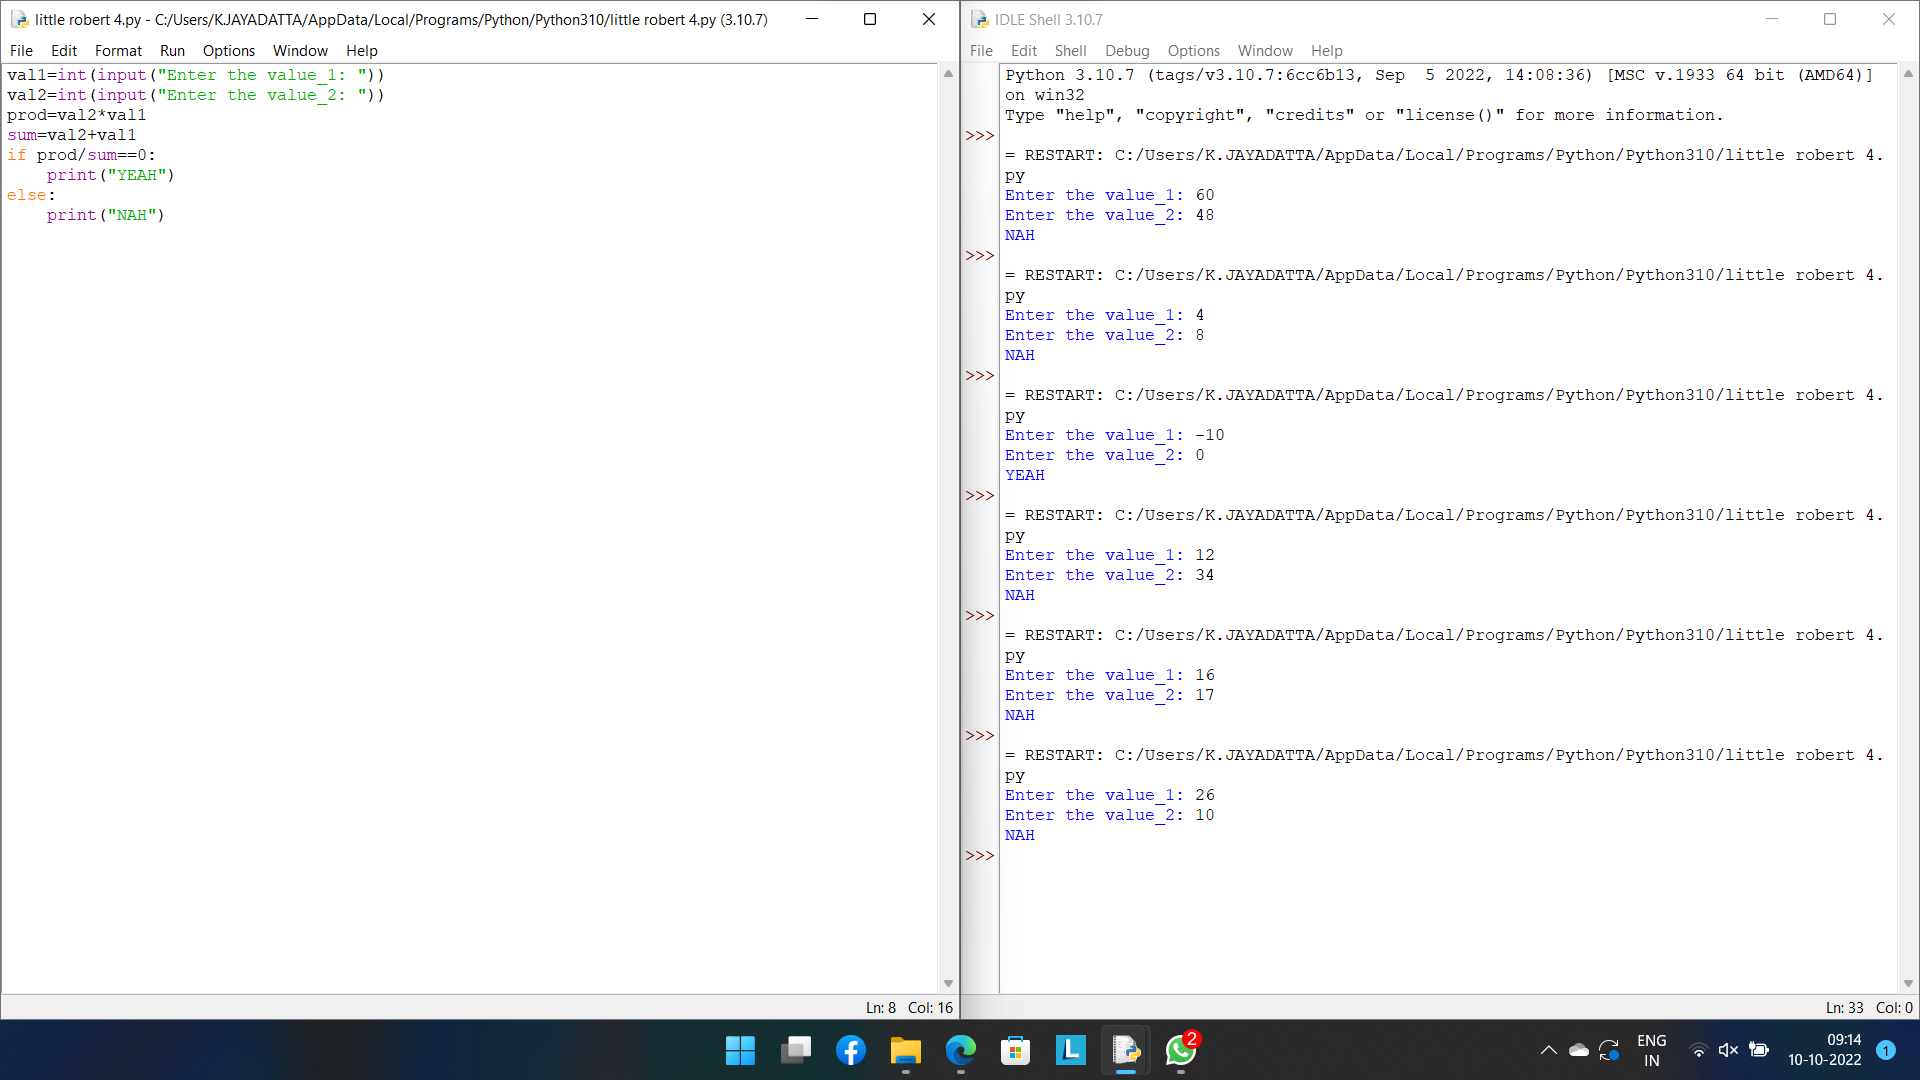 little robert 4.py - C:/Users/K.JAYADATTA/AppData/Local/Programs/Python/Python310/little robert 4.py (3.10.7)
File Edit Format Run Options Window Help
val1=int(input("Enter the value_1: "))
val2=int(input("Enter the value_2: "))
prod=val2*val1
sum=val2+val1
if prod/sum==0:
    print("YEAH")
else:
    print("NAH")
Ln: 8 Col: 16
IDLE Shell 3.10.7
File Edit Shell Debug Options Window Help
Python 3.10.7 (tags/v3.10.7:6cc6b13, Sep  5 2022, 14:08:36) [MSC v.1933 64 bit (AMD64)]
on win32
Type "help", "copyright", "credits" or "license()" for more information.
>>>
= RESTART: C:/Users/K.JAYADATTA/AppData/Local/Programs/Python/Python310/little robert 4.
py
Enter the value_1: 60
Enter the value_2: 48
NAH
>>>
= RESTART: C:/Users/K.JAYADATTA/AppData/Local/Programs/Python/Python310/little robert 4.
py
Enter the value_1: 4
Enter the value_2: 8
NAH
>>>
= RESTART: C:/Users/K.JAYADATTA/AppData/Local/Programs/Python/Python310/little robert 4.
py
Enter the value_1: -10
Enter the value_2: 0
YEAH
>>>
= RESTART: C:/Users/K.JAYADATTA/AppData/Local/Programs/Python/Python310/little robert 4.
py
Enter the value_1: 12
Enter the value_2: 34
NAH
>>>
= RESTART: C:/Users/K.JAYADATTA/AppData/Local/Programs/Python/Python310/little robert 4.
py
Enter the value_1: 16
Enter the value_2: 17
NAH
>>>
= RESTART: C:/Users/K.JAYADATTA/AppData/Local/Programs/Python/Python310/little robert 4.
py
Enter the value_1: 26
Enter the value_2: 10
NAH
>>>
Ln: 33 Col: 0
L
2
ENG
IN
09:14
10-10-2022
1